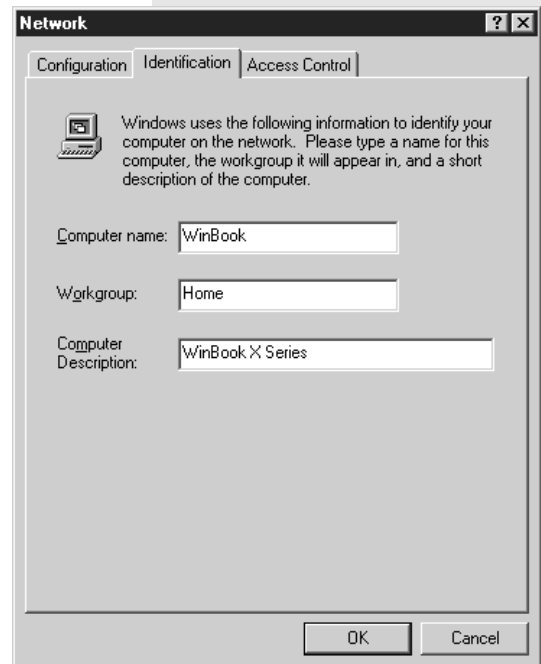 Network
Configuration Identification Access Control
Windows uses the following information to identify your
computer on the network. Please type a name for this
computer, the workgroup it will appear in, and a short
description of the computer.
Computer name: WinBook
Workgroup: Home
Computer
Description: WinBook X Series
OK Cancel